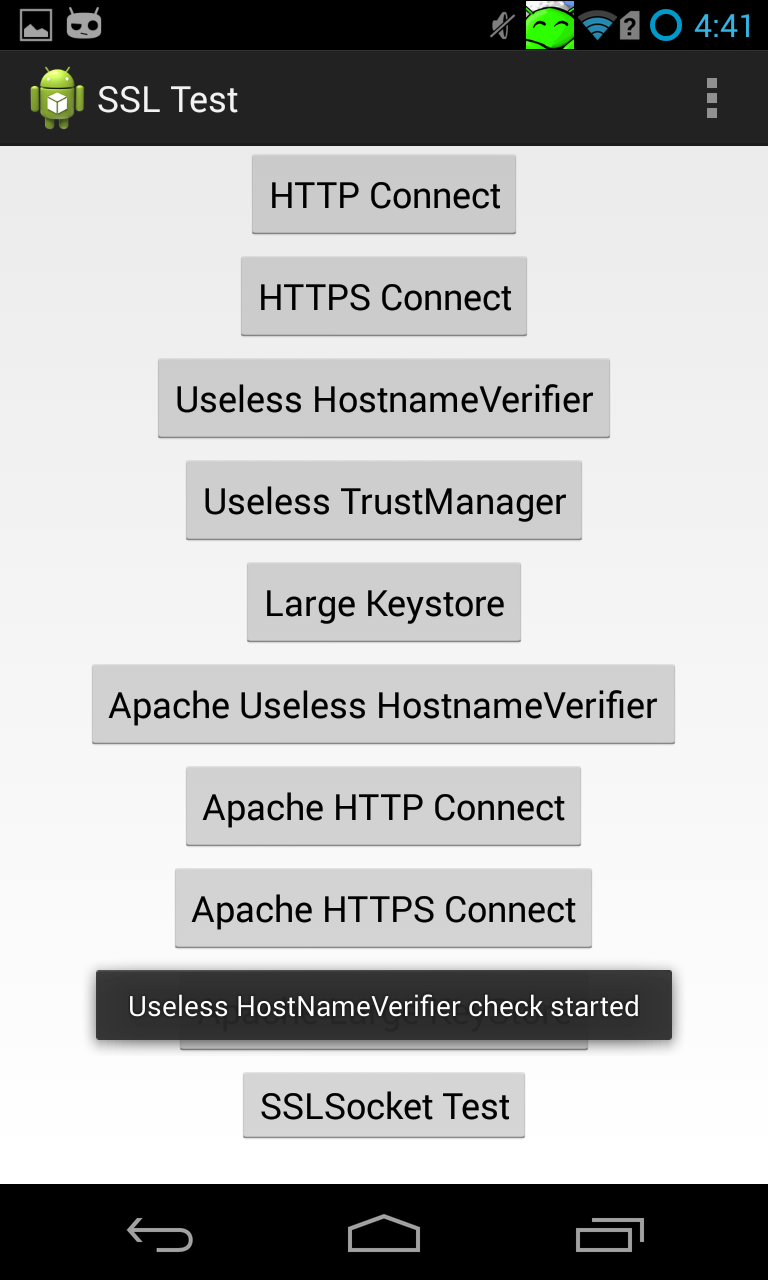 4:41
SSL Test
HTTP Connect
HTTPS Connect
Useless HostnameVerifier
Useless TrustManager
Large Keystore
Apache Useless HostnameVerifier
Apache HTTP Connect
Apache HTTPS Connect
Useless HostNameVerifier check started
SSLSocket Test